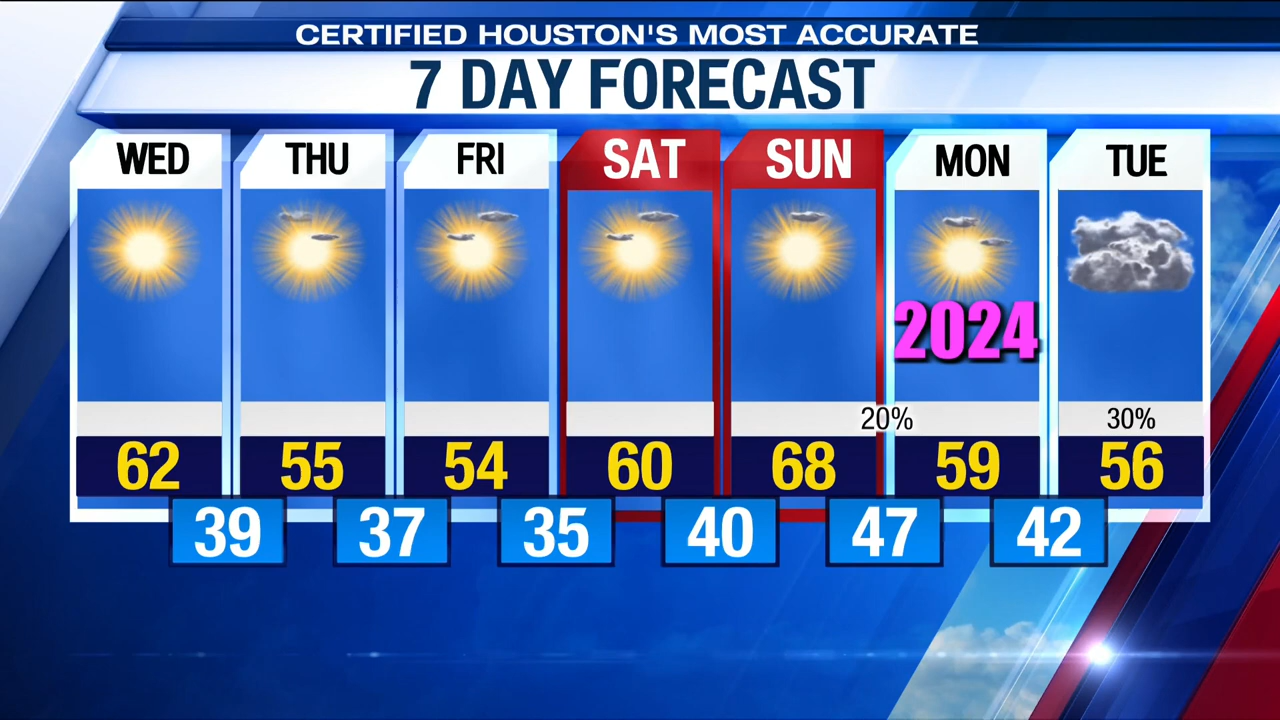 CERTIFIED HOUSTON'S MOST ACCURATE
7 DAY FORECAST
WED THU FRI SAT SUN MON TUE
2024
20% 30%
62 55 54 60 68 59 56
39 37 35 40 47 42